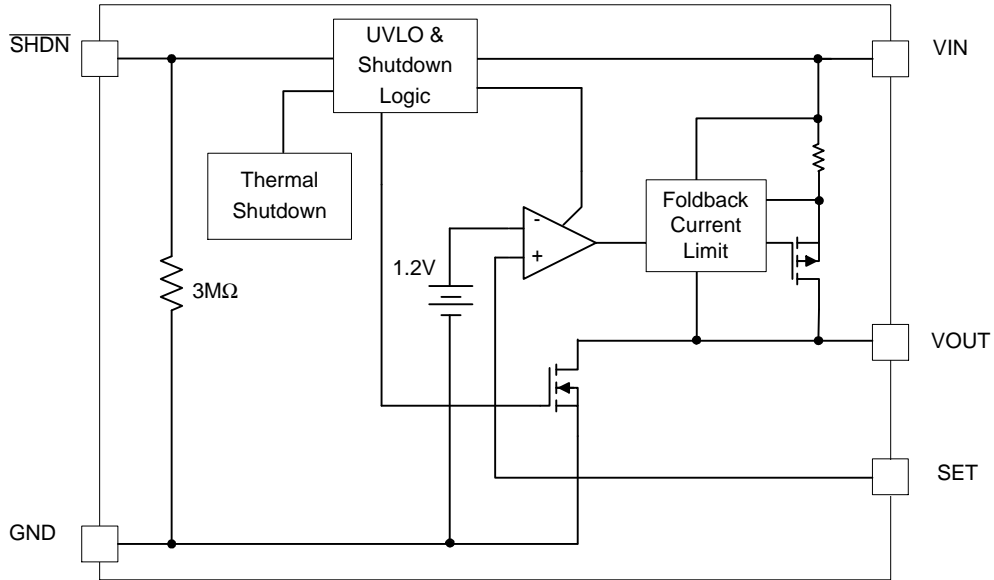 SHDN
UVLO &
Shutdown
Logic
VIN
Thermal
Shutdown
Foldback
Current
Limit
-
+
1.2V
3MΩ
VOUT
SET
GND